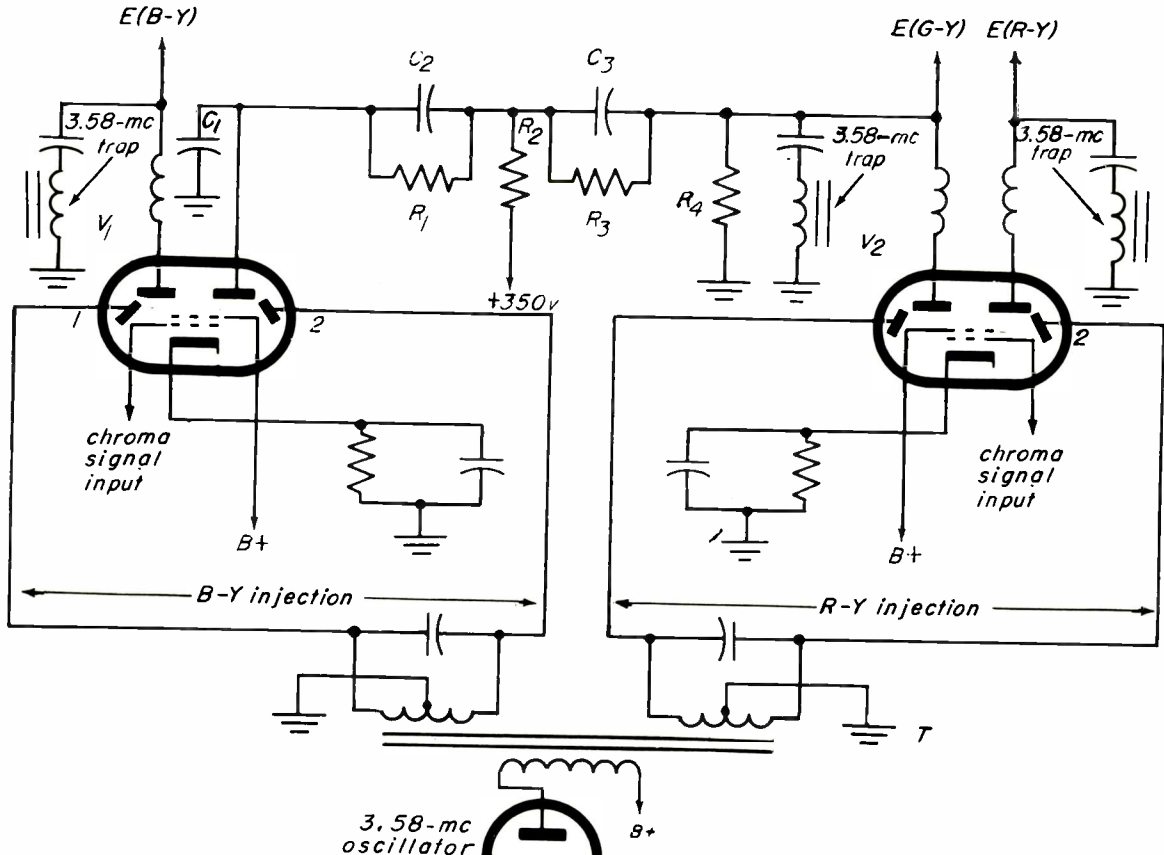 E(B-Y)
E(G-Y)
E(R-Y)
C2
C3
3.58-mc
trap
C1
R2
3.58-mc
trap
3.58-mc
trap
R1
R3
R4
V1
V2
+350v
1
2
2
chroma
signal
input
chroma
signal
input
B+
B+
B-Y injection
R-Y injection
T
3.58-mc
oscillator
B+